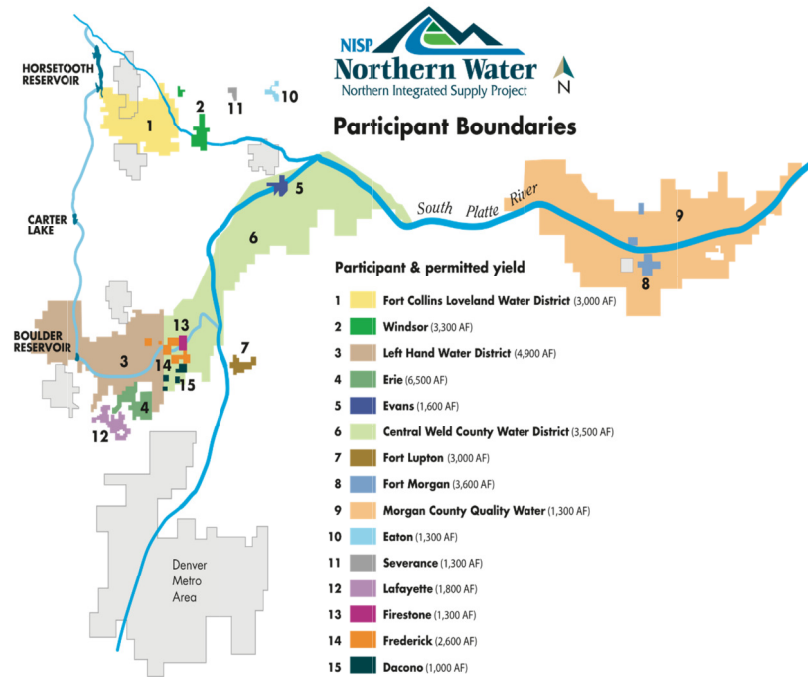 NISP
Northern Water
Northern Integrated Supply Project
N
Participant Boundaries
HORSETOOTH
RESERVOIR
1
2
11
10
5
South Platte River
9
6
8
CARTER
LAKE
BOULDER
RESERVOIR
3
13
14
15
7
4
12
Denver
Metro
Area
Participant & permitted yield
1 Fort Collins Loveland Water District (3,000 AF)
2 Windsor (3,300 AF)
3 Left Hand Water District (4,900 AF)
4 Erie (6,500 AF)
5 Evans (1,600 AF)
6 Central Weld County Water District (3,500 AF)
7 Fort Lupton (3,000 AF)
8 Fort Morgan (3,600 AF)
9 Morgan County Quality Water (1,300 AF)
10 Eaton (1,300 AF)
11 Severance (1,300 AF)
12 Lafayette (1,800 AF)
13 Firestone (1,300 AF)
14 Frederick (2,600 AF)
15 Dacono (1,000 AF)